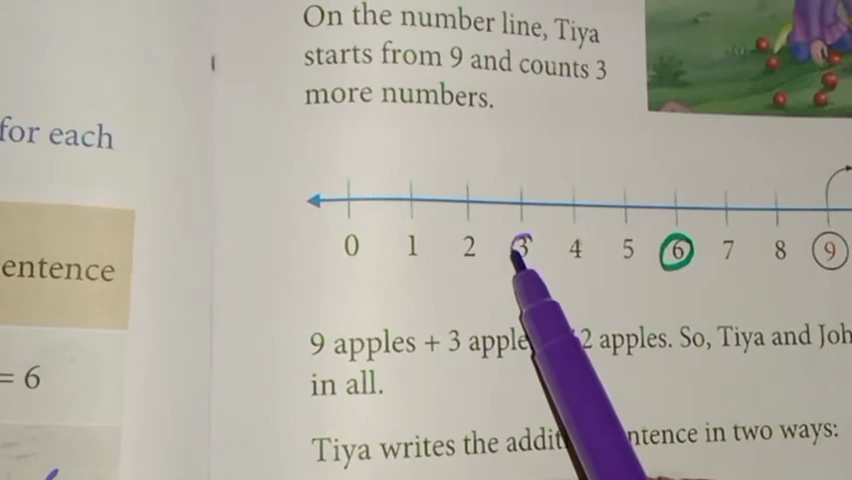 for each
entence
= 6
On the number line, Tiya
starts from 9 and counts 3
more numbers.
0 1 2 3 4 5 6 7 8 9
9 apples + 3 apple 2 apples. So, Tiya and Joh
in all.
Tiya writes the addit ntence in two ways: